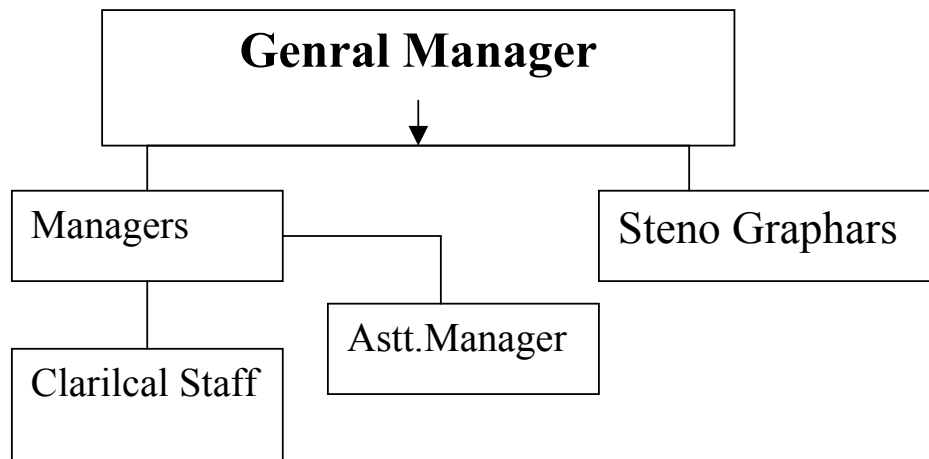 Genral Manager
Managers
Steno Graphars
Astt.Manager
Clarilcal Staff